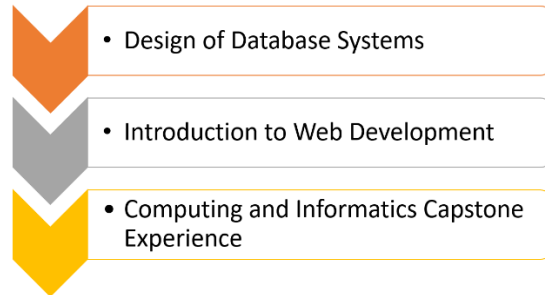 • Design of Database Systems
• Introduction to Web Development
• Computing and Informatics Capstone
Experience